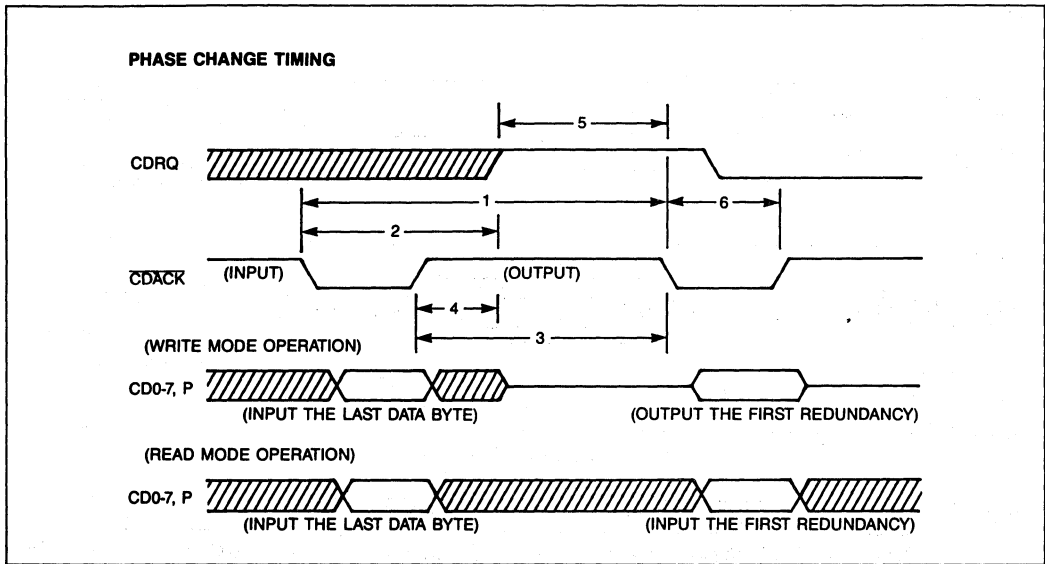 PHASE CHANGE TIMING
5
CDRQ
1
6
2
CDACK
(INPUT)
(OUTPUT)
4
3
(WRITE MODE OPERATION)
CD0-7, P
(INPUT THE LAST DATA BYTE)
(OUTPUT THE FIRST REDUNDANCY)
(READ MODE OPERATION)
CD0-7, P
(INPUT THE LAST DATA BYTE)
(INPUT THE FIRST REDUNDANCY)